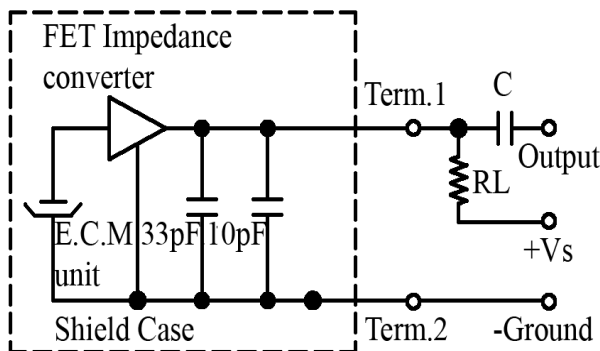 FET Impedance
converter
Term.1
C
Output
RL
E.C.M 33pF 10pF
unit
+Vs
Shield Case
Term.2
-Ground